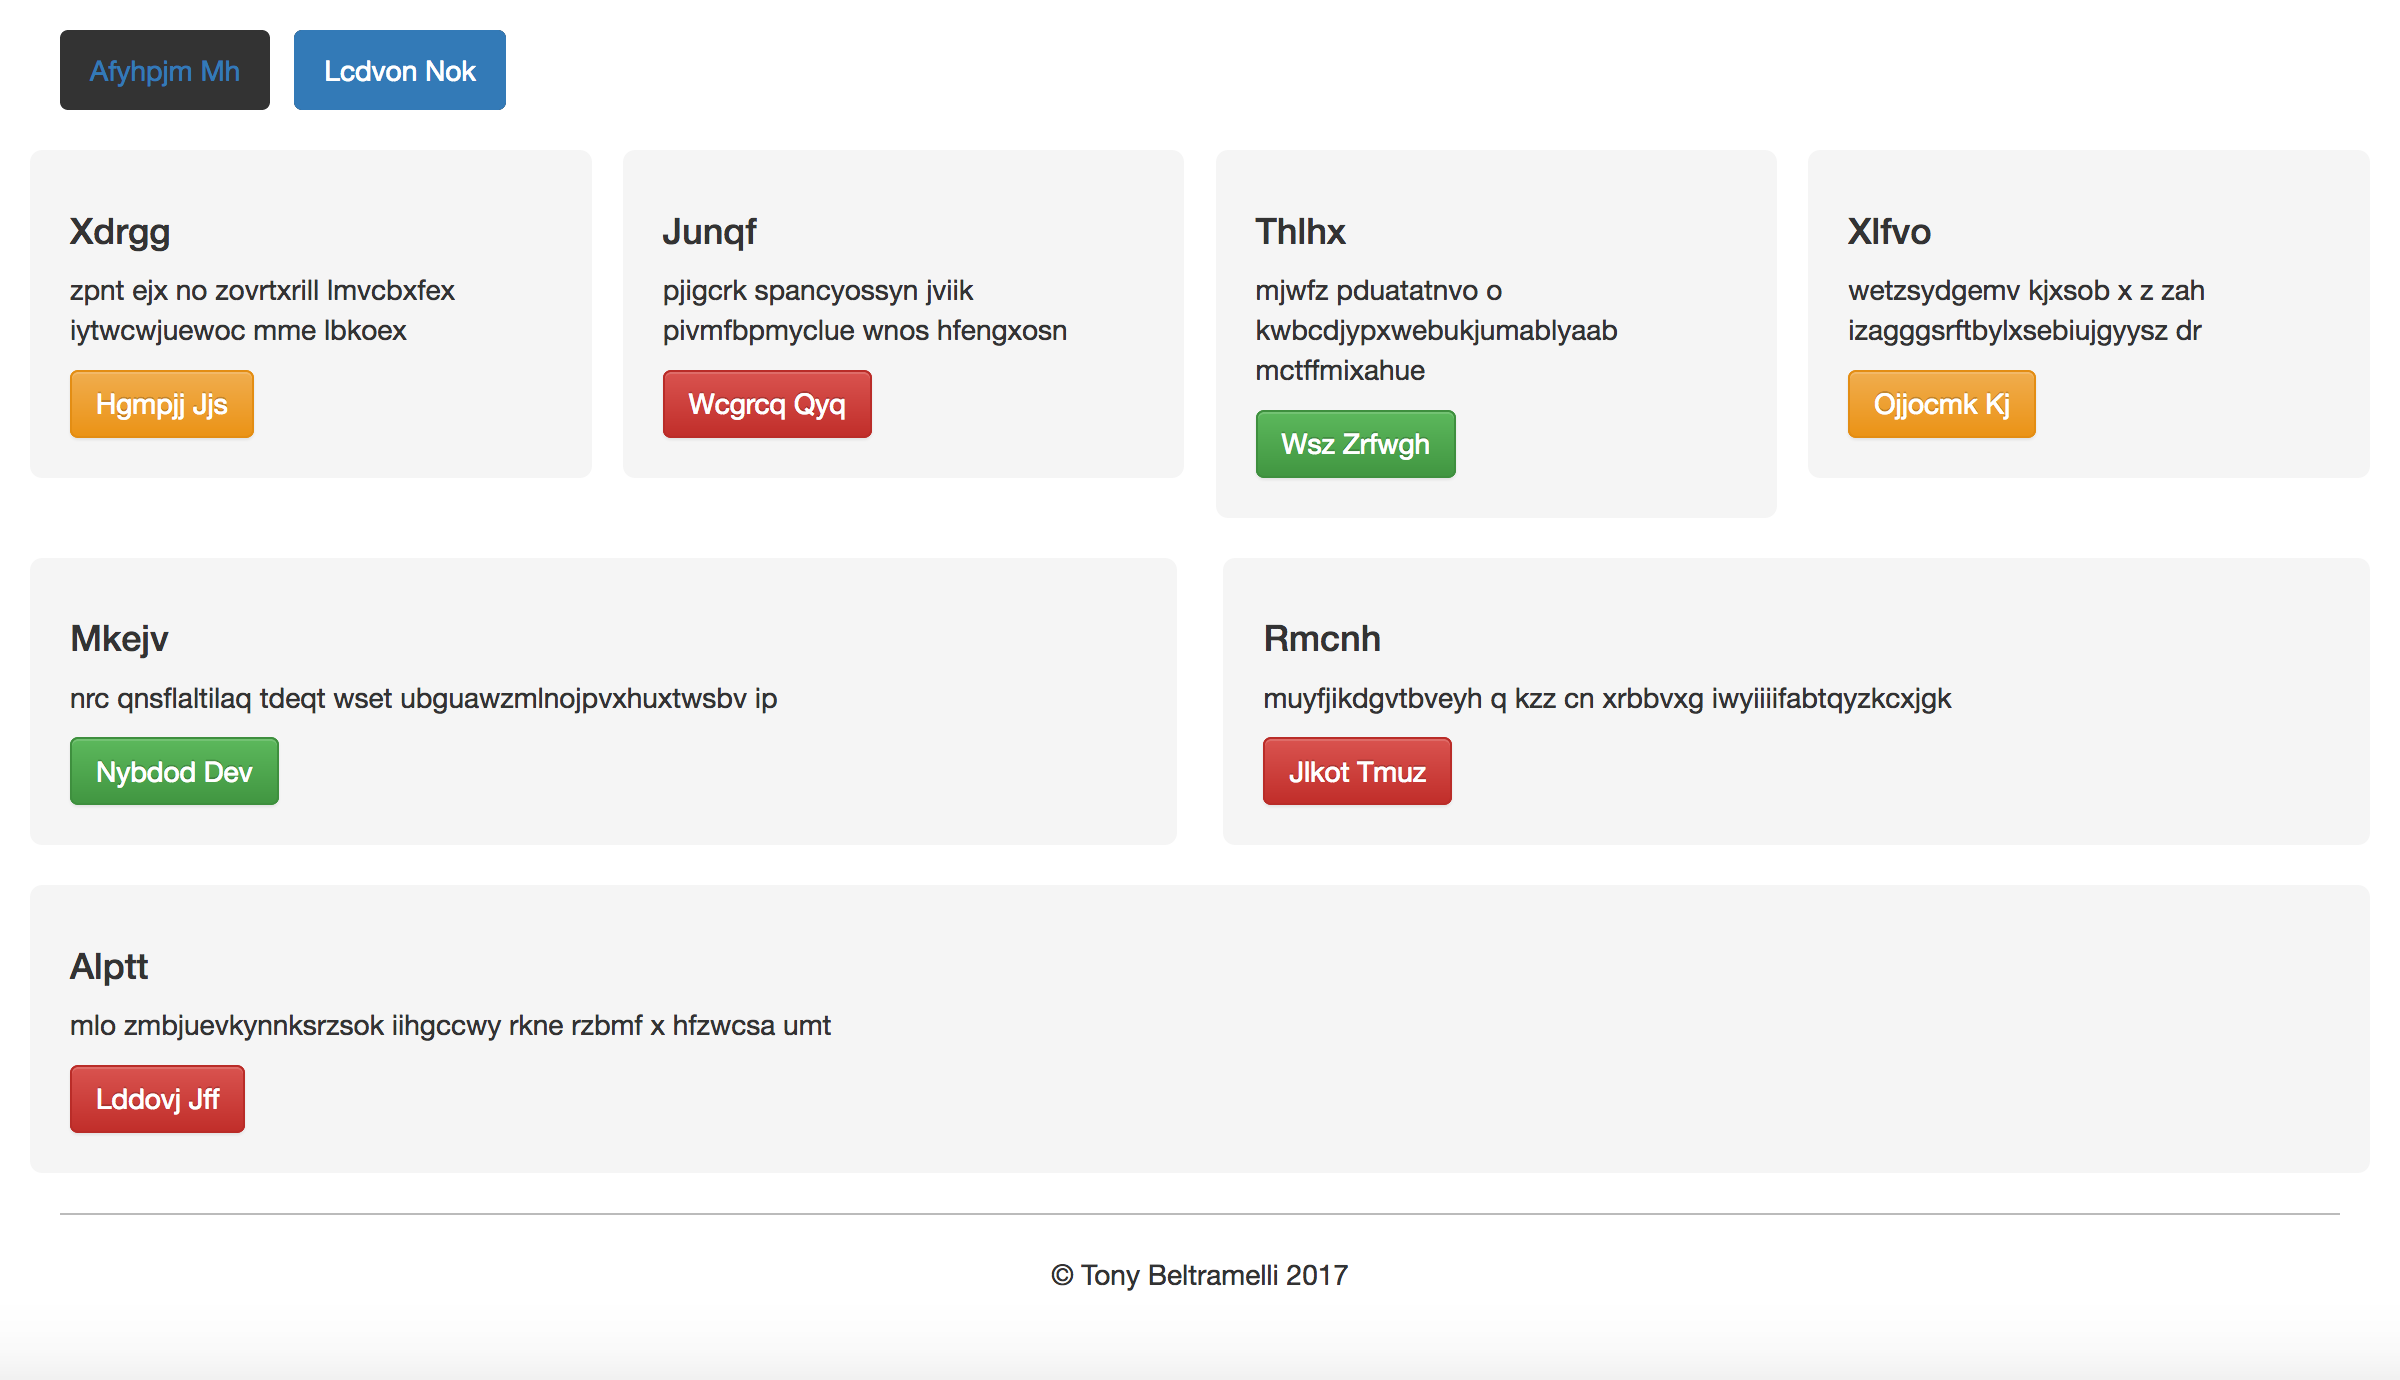 Afyhpjm Mh
Lcdvon Nok
Xdrgg
zpnt ejx no zovrtxrill lmvcbxfex
iytwcwjuewoc mme lbkoex
Hgmpjj Jjs
Junqf
pjigcrk spancyossyn jviik
pivmfbpmyclue wnos hfengxosn
Wcgrcq Qyq
Thlhx
mjwfz pduatatnvo o
kwbcdjypxwebukjumablyaab
mctffmixahue
Wsz Zrfwgh
Xlfvo
wetzsydgemv kjxsob x z zah
izagggsrftbylxsebiujgyysz dr
Ojjocmk Kj
Mkejv
nrc qnsflaltilaq tdeqt wset ubguawzmlnojpvxhuxtwsbv ip
Nybdod Dev
Rmcnh
muyfjikdgvtbveyh q kzz cn xrbbvxg iwyiiiifabtqyzkcxjgk
Jlkot Tmuz
Alptt
mlo zmbjuevkynnksrzsok iihgccwy rkne rzbmf x hfzwcsa umt
Lddovj Jff
© Tony Beltramelli 2017